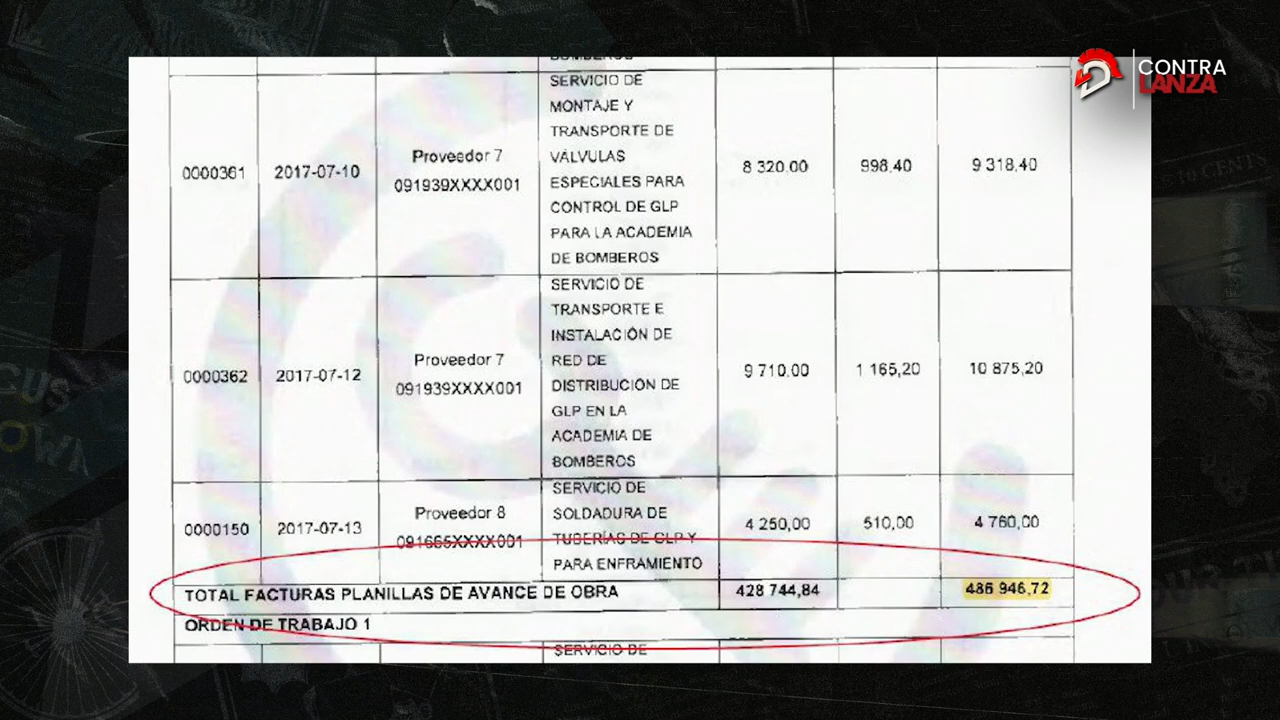 CONTRA
LANZA
BOMBEROS
0000361
2017-07-10
Proveedor 7
091939XXXX001
SERVICIO DE
MONTAJE Y
TRANSPORTE DE
VÁLVULAS
ESPECIALES PARA
CONTROL DE GLP
PARA LA ACADEMIA
DE BOMBEROS
8 320,00
998,40
9 318,40
0000362
2017-07-12
Proveedor 7
091939XXXX001
SERVICIO DE
TRANSPORTE E
INSTALACIÓN DE
RED DE
DISTRIBUCIÓN DE
GLP EN LA
ACADEMIA DE
BOMBEROS
9 710,00
1 165,20
10 875,20
0000150
2017-07-13
Proveedor 8
091665XXXX001
SERVICIO DE
SOLDADURA DE
TUBERÍAS DE GLP Y
PARA ENFRAMIENTO
4 250,00
510,00
4 760,00
TOTAL FACTURAS PLANILLAS DE AVANCE DE OBRA
428 744,84
486 946,72
ORDEN DE TRABAJO 1
SERVICIO DE
10 CENTS